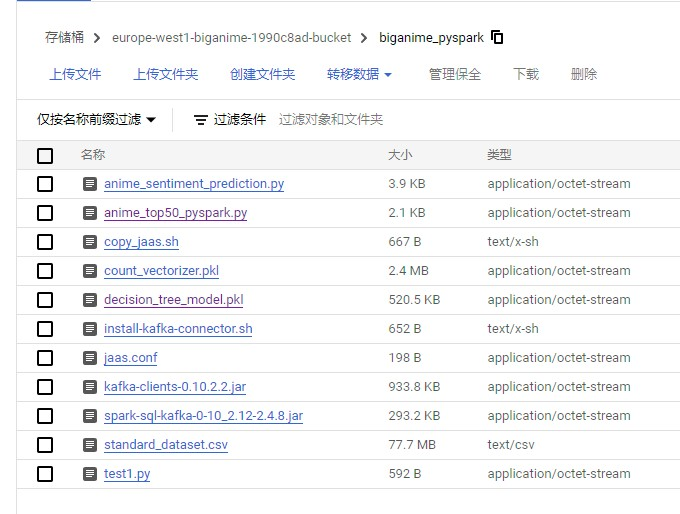 存储桶 europe-west1-biganime-1990c8ad-bucket biganime_pyspark
上传文件 上传文件夹 创建文件夹 转移数据 管理保全 下载 删除
仅按名称前缀过滤 过滤条件 过滤对象和文件夹
名称 大小 类型
anime_sentiment_prediction.py 3.9 KB application/octet-stream
anime_top50_pyspark.py 2.1 KB application/octet-stream
copy_jaas.sh 667 B text/x-sh
count_vectorizer.pkl 2.4 MB application/octet-stream
decision_tree_model.pkl 520.5 KB application/octet-stream
install-kafka-connector.sh 652 B text/x-sh
jaas.conf 198 B application/octet-stream
kafka-clients-0.10.2.2.jar 933.8 KB application/octet-stream
spark-sql-kafka-0-10_2.12-2.4.8.jar 293.2 KB application/octet-stream
standard_dataset.csv 77.7 MB text/csv
test1.py 592 B application/octet-stream